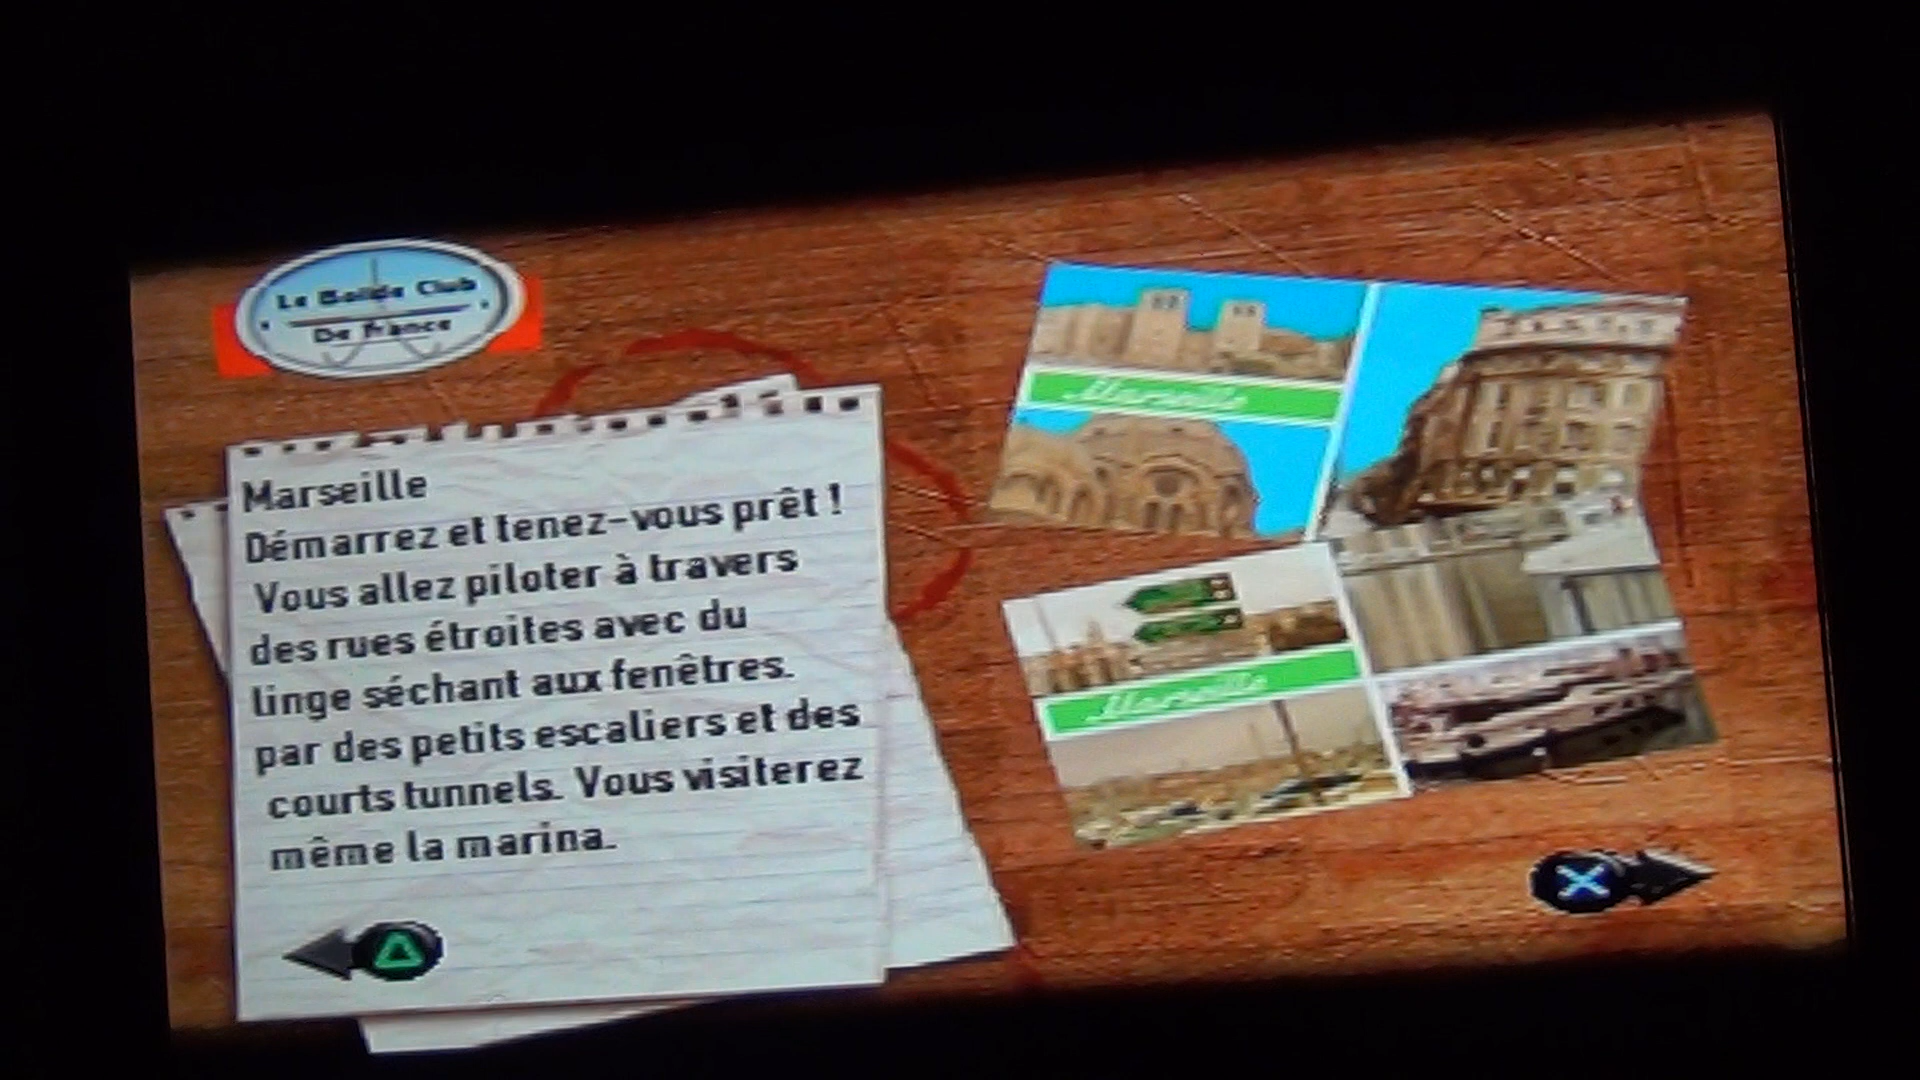 Le Bolide Club
De France
Marseille
Démarrez et tenez-vous prêt !
Vous allez piloter à travers
des rues étroites avec du
linge séchant aux fenêtres.
par des petits escaliers et des
courts tunnels. Vous visiterez
même la marina.
Marseille
Marseille